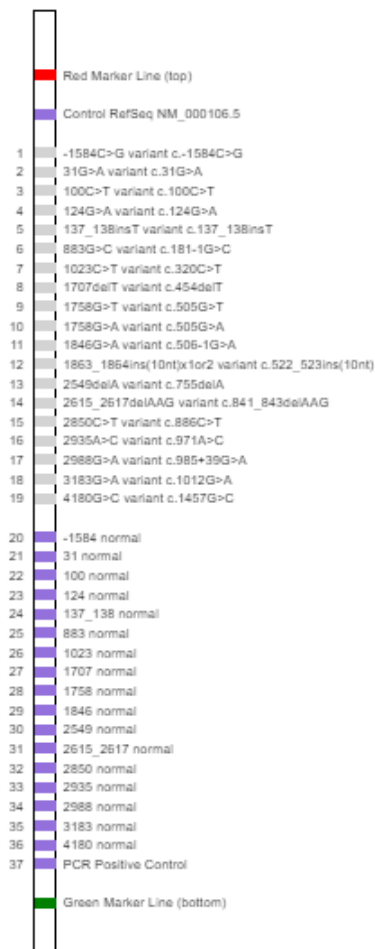 Red Marker Line (top)
Control RefSeq NM_000106.5
1 -1584C>G variant c.-1584C>G
2 31G>A variant c.31G>A
3 100C>T variant c.100C>T
4 124G>A variant c.124G>A
5 137_138insT variant c.137_138insT
6 883G>C variant c.181-1G>C
7 1023C>T variant c.320C>T
8 1707delT variant c.454delT
9 1758G>T variant c.505G>T
10 1758G>A variant c.505G>A
11 1846G>A variant c.506-1G>A
12 1863_1864ins(10nt)x1or2 variant c.522_523ins(10nt)
13 2549delA variant c.755delA
14 2615_2617delAAG variant c.841_843delAAG
15 2850C>T variant c.886C>T
16 2935A>C variant c.971A>C
17 2988G>A variant c.985+39G>A
18 3183G>A variant c.1012G>A
19 4180G>C variant c.1457G>C
20 -1584 normal
21 31 normal
22 100 normal
23 124 normal
24 137_138 normal
25 883 normal
26 1023 normal
27 1707 normal
28 1758 normal
29 1846 normal
30 2549 normal
31 2615_2617 normal
32 2850 normal
33 2935 normal
34 2988 normal
35 3183 normal
36 4180 normal
37 PCR Positive Control
Green Marker Line (bottom)